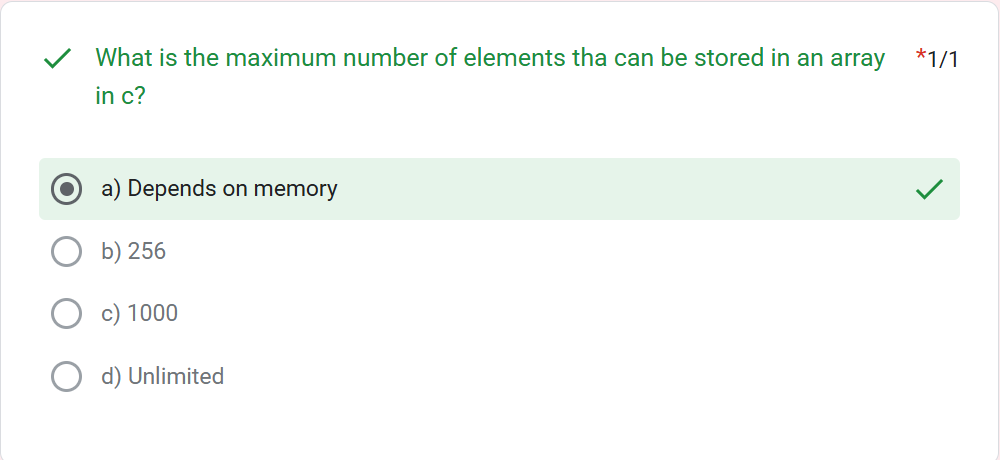 What is the maximum number of elements tha can be stored in an array *1/1
in c?
a) Depends on memory
b) 256
c) 1000
d) Unlimited